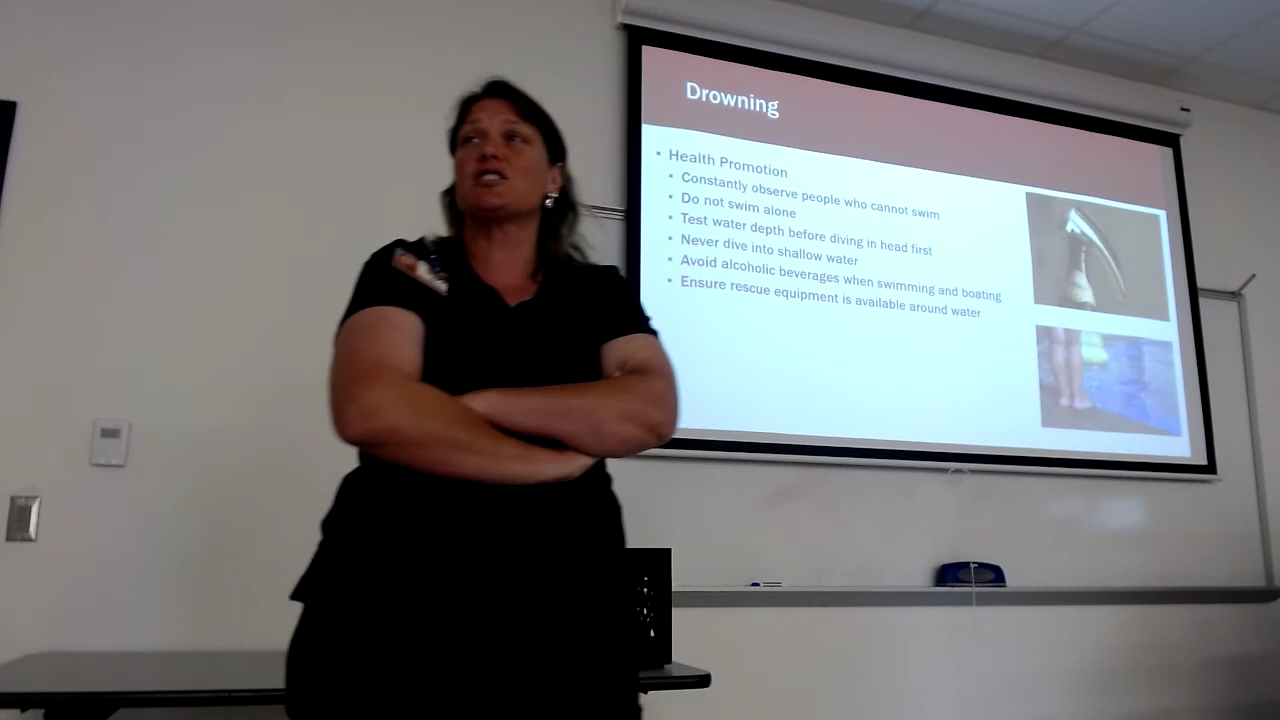 Drowning
▪ Health Promotion
▪ Constantly observe people who cannot swim
▪ Do not swim alone
▪ Test water depth before diving in head first
▪ Never dive into shallow water
▪ Avoid alcoholic beverages when swimming and boating
▪ Ensure rescue equipment is available around water